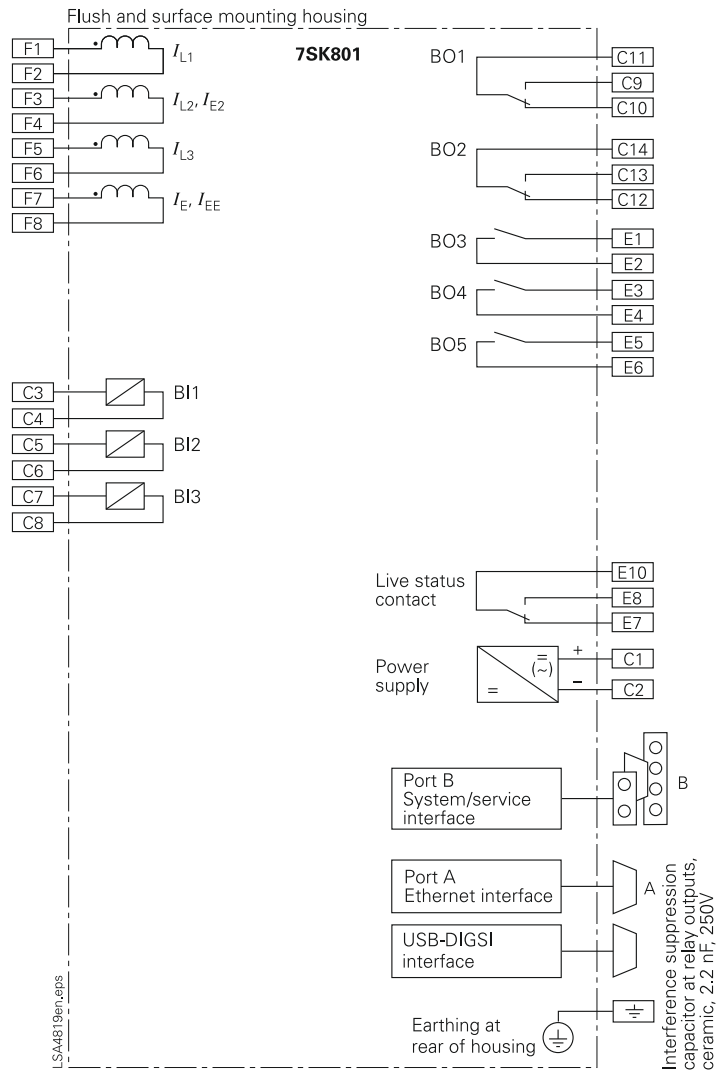 Flush and surface mounting housing
7SK801
F1
F2
F3
F4
F5
F6
F7
F8
I_L1
I_L2, I_E2
I_L3
I_E, I_EE
C3
C4
C5
C6
C7
C8
BI1
BI2
BI3
BO1
C11
C9
C10
BO2
C14
C13
C12
BO3
E1
E2
BO4
E3
E4
BO5
E5
E6
Live status
contact
E10
E8
E7
Power
supply
=
(~)
=
+
−
C1
C2
Port B
System/service
interface
B
Port A
Ethernet interface
A
USB-DIGSI
interface
Earthing at
rear of housing
Interference suppression
capacitor at relay outputs,
ceramic, 2.2 nF, 250V
LSA4819en.eps